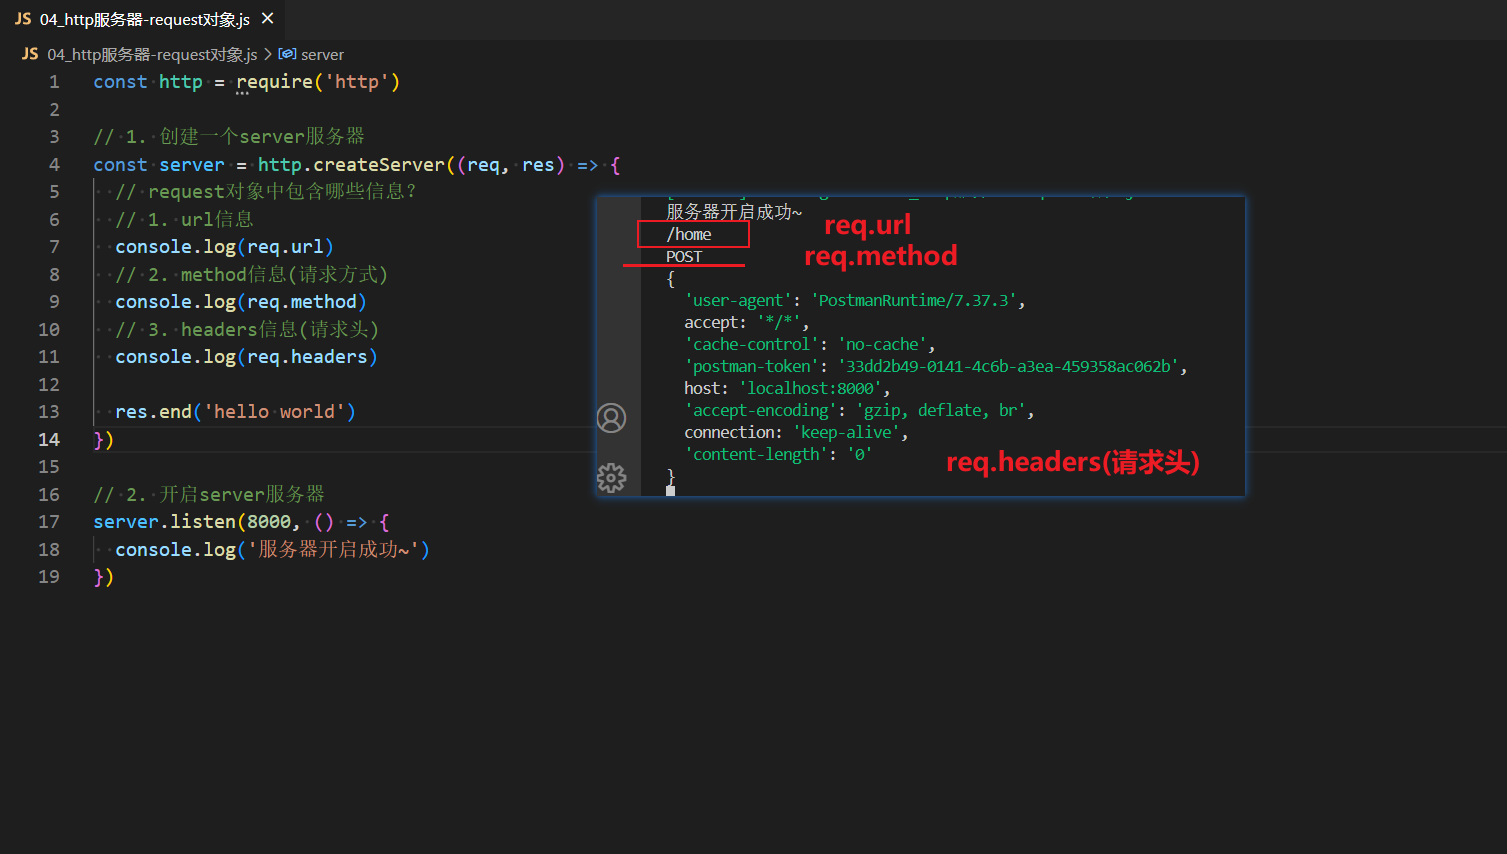 JS 04_http服务器-request对象.js ×
JS 04_http服务器-request对象.js > server
1 const http = require('http')
2
3 // 1. 创建一个server服务器
4 const server = http.createServer((req, res) => {
5 // request对象中包含哪些信息?
6 // 1. url信息
7 console.log(req.url)
8 // 2. method信息(请求方式)
9 console.log(req.method)
10 // 3. headers信息(请求头)
11 console.log(req.headers)
12
13 res.end('hello world')
14 })
15
16 // 2. 开启server服务器
17 server.listen(8000, () => {
18 console.log('服务器开启成功~')
19 })
服务器开启成功~
/home
req.url
POST
req.method
{
'user-agent': 'PostmanRuntime/7.37.3',
accept: '*/*',
'cache-control': 'no-cache',
'postman-token': '33dd2b49-0141-4c6b-a3ea-459358ac062b',
host: 'localhost:8000',
'accept-encoding': 'gzip, deflate, br',
connection: 'keep-alive',
'content-length': '0'
}
req.headers(请求头)